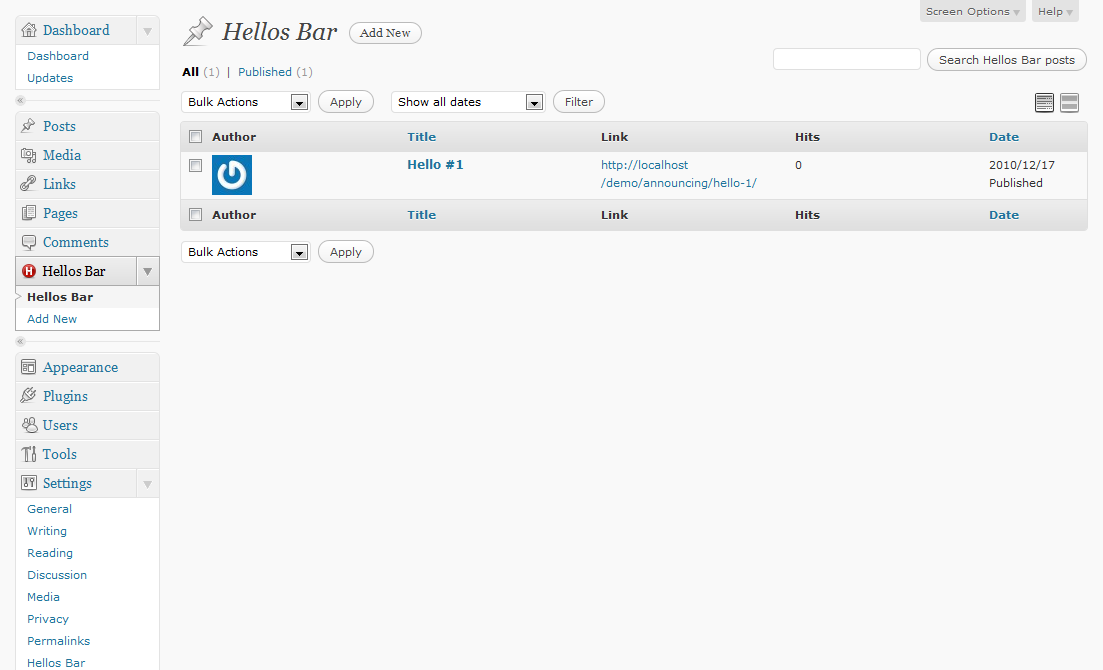 Screen Options
Help
Dashboard
Dashboard
Updates
Posts
Media
Links
Pages
Comments
H
Hellos Bar
Hellos Bar
Add New
Appearance
Plugins
Users
Tools
Settings
General
Writing
Reading
Discussion
Media
Privacy
Permalinks
Hellos Bar
Hellos Bar Add New
All (1) | Published (1)
Search Hellos Bar posts
Bulk Actions Apply Show all dates Filter
Author Title Link Hits Date
Hello #1 http://localhost 0 2010/12/17
/demo/announcing/hello-1/ Published
Author Title Link Hits Date
Bulk Actions Apply